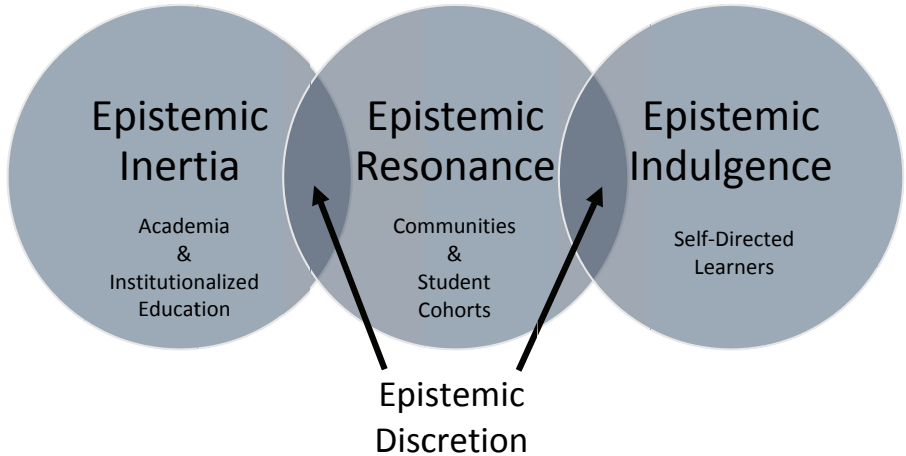 Epistemic
Inertia
Academia
&
Institutionalized
Education
Epistemic
Resonance
Communities
&
Student
Cohorts
Epistemic
Indulgence
Self-Directed
Learners
Epistemic
Discretion